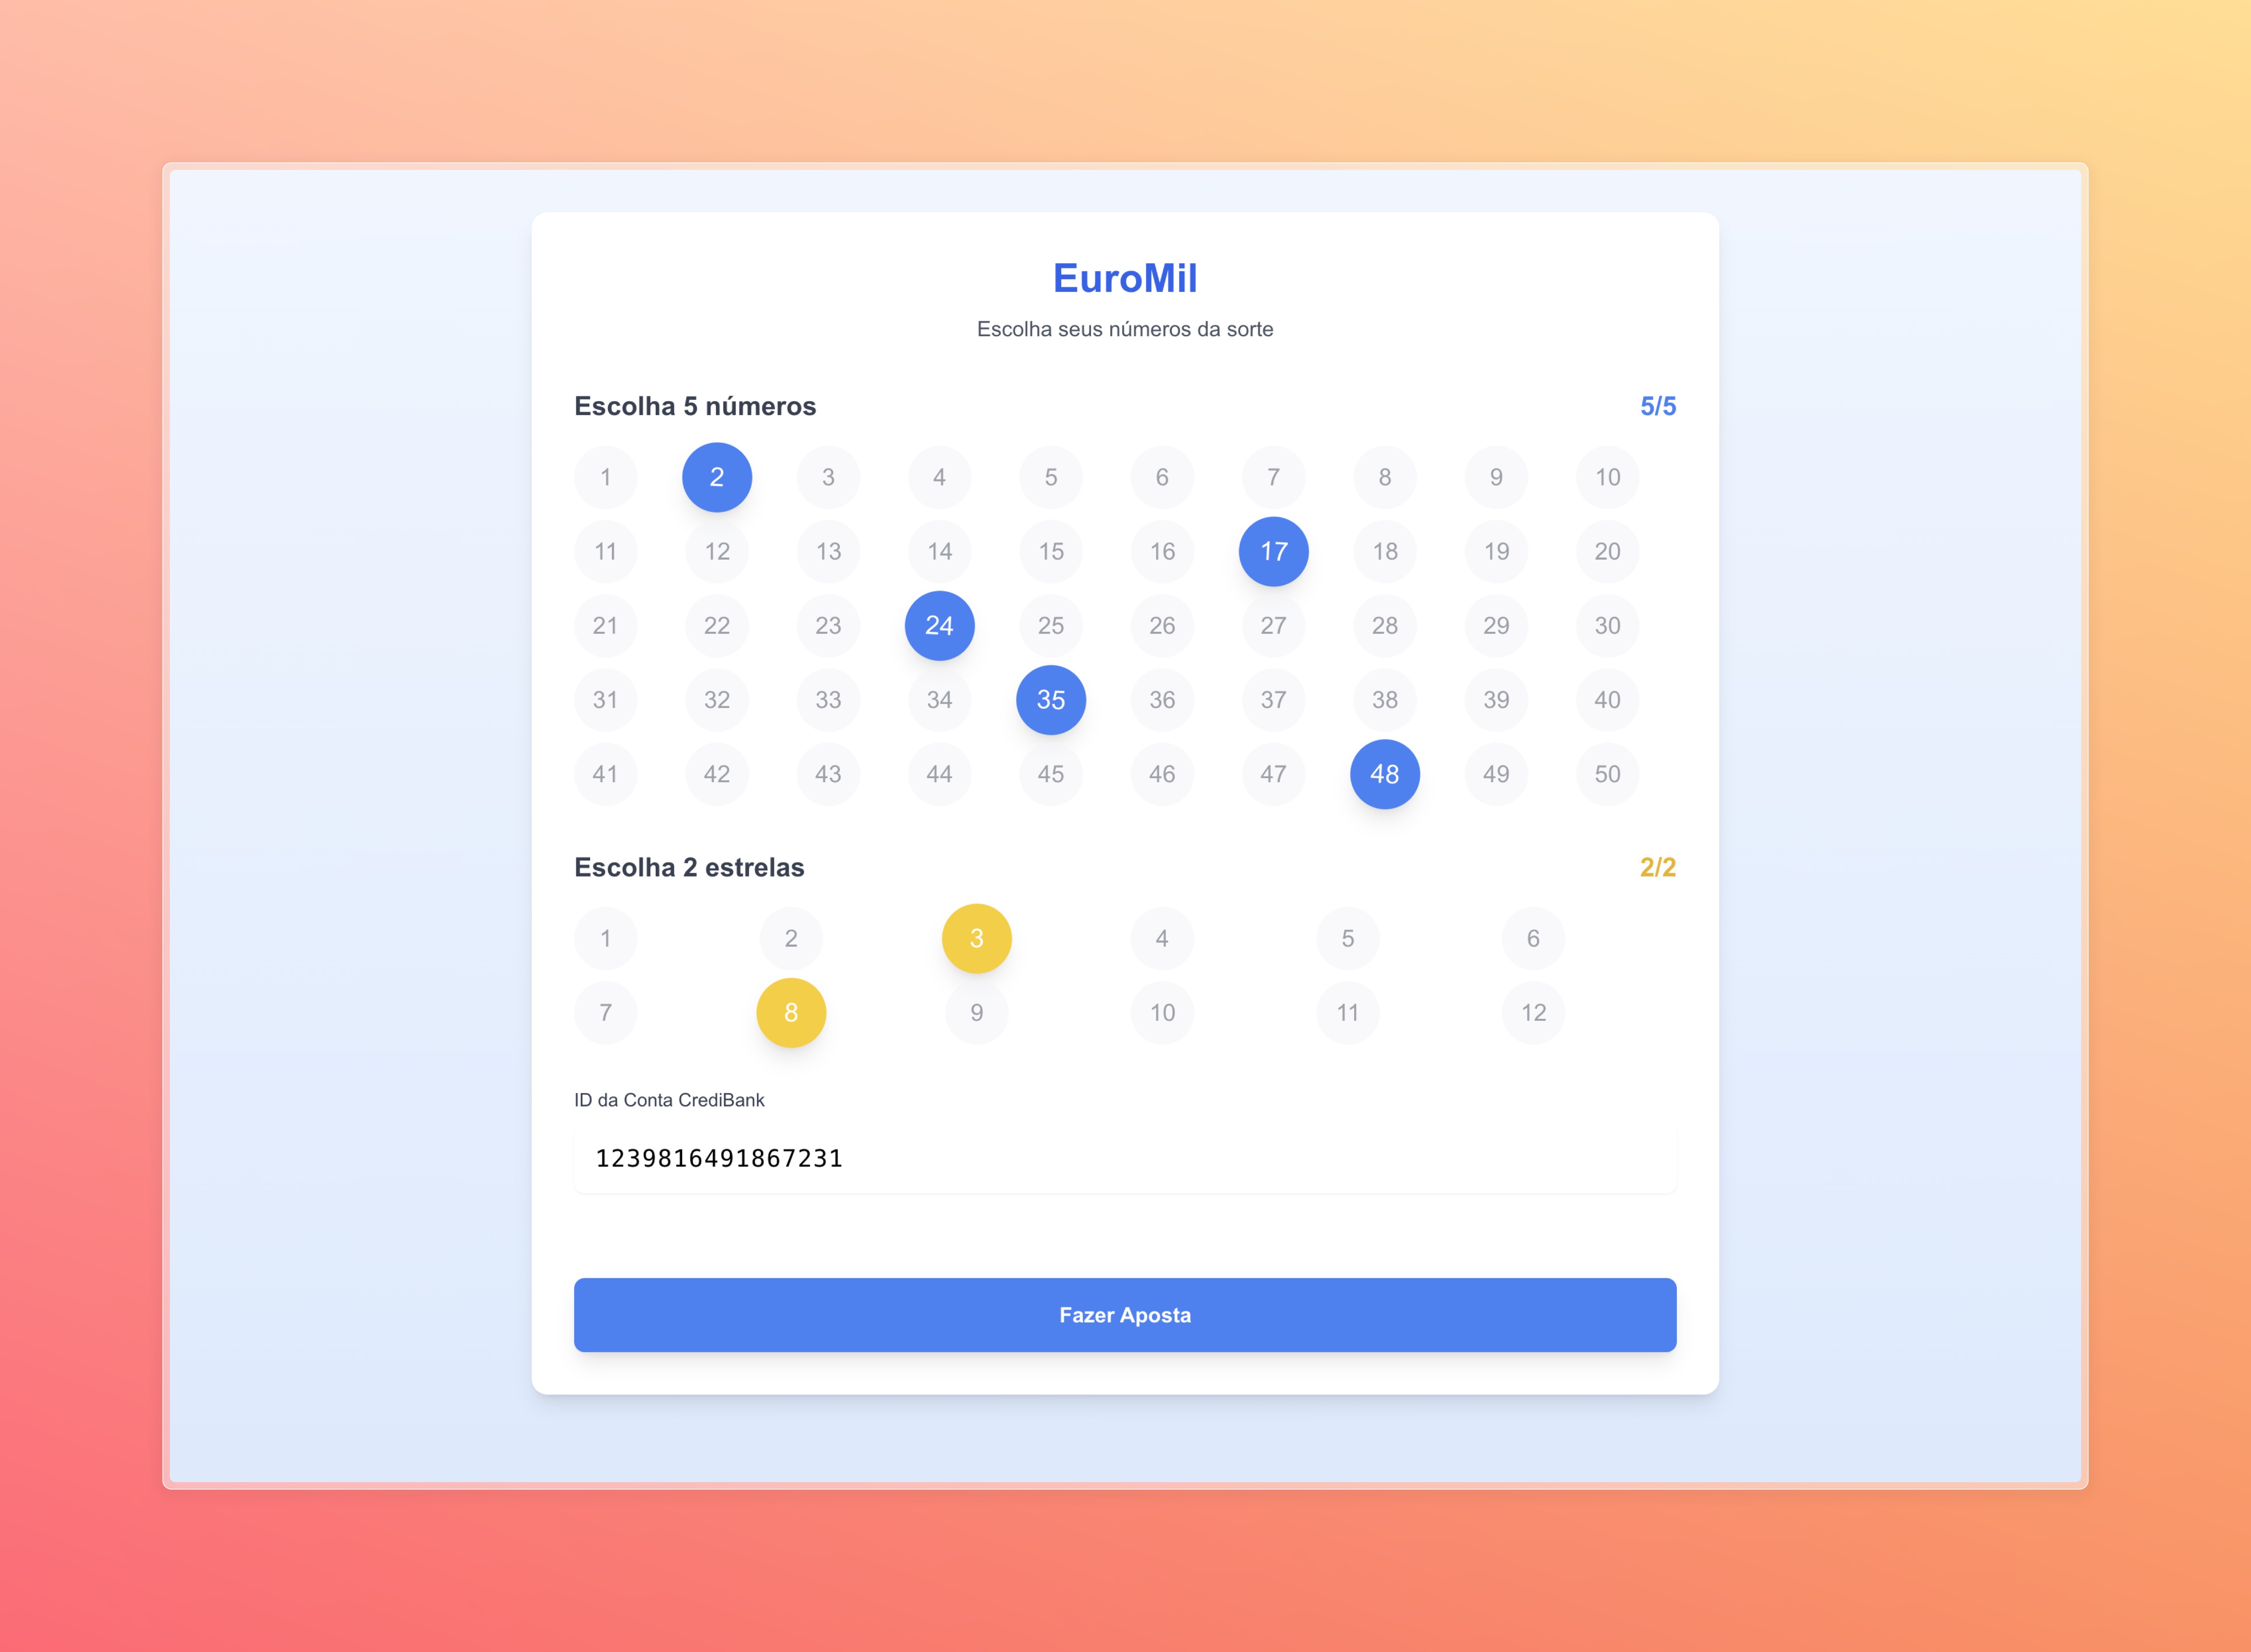 EuroMil
Escolha seus números da sorte
Escolha 5 números 5/5
1 2 3 4 5 6 7 8 9 10
11 12 13 14 15 16 17 18 19 20
21 22 23 24 25 26 27 28 29 30
31 32 33 34 35 36 37 38 39 40
41 42 43 44 45 46 47 48 49 50
Escolha 2 estrelas 2/2
1 2 3 4 5 6
7 8 9 10 11 12
ID da Conta CrediBank
1239816491867231
Fazer Aposta